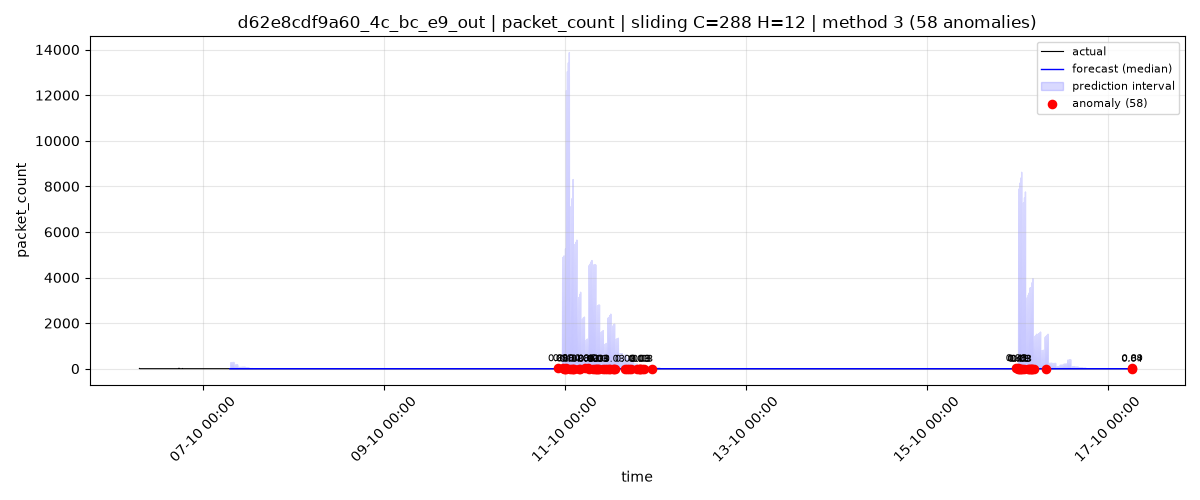 d62e8cdf9a60_4c_bc_e9_out | packet_count | sliding C=288 H=12 | method 3 (58 anomalies)
actual
forecast (median)
prediction interval
anomaly (58)
packet_count
14000
12000
10000
8000
6000
4000
2000
0
07-10 00:00
09-10 00:00
11-10 00:00
13-10 00:00
15-10 00:00
17-10 00:00
time